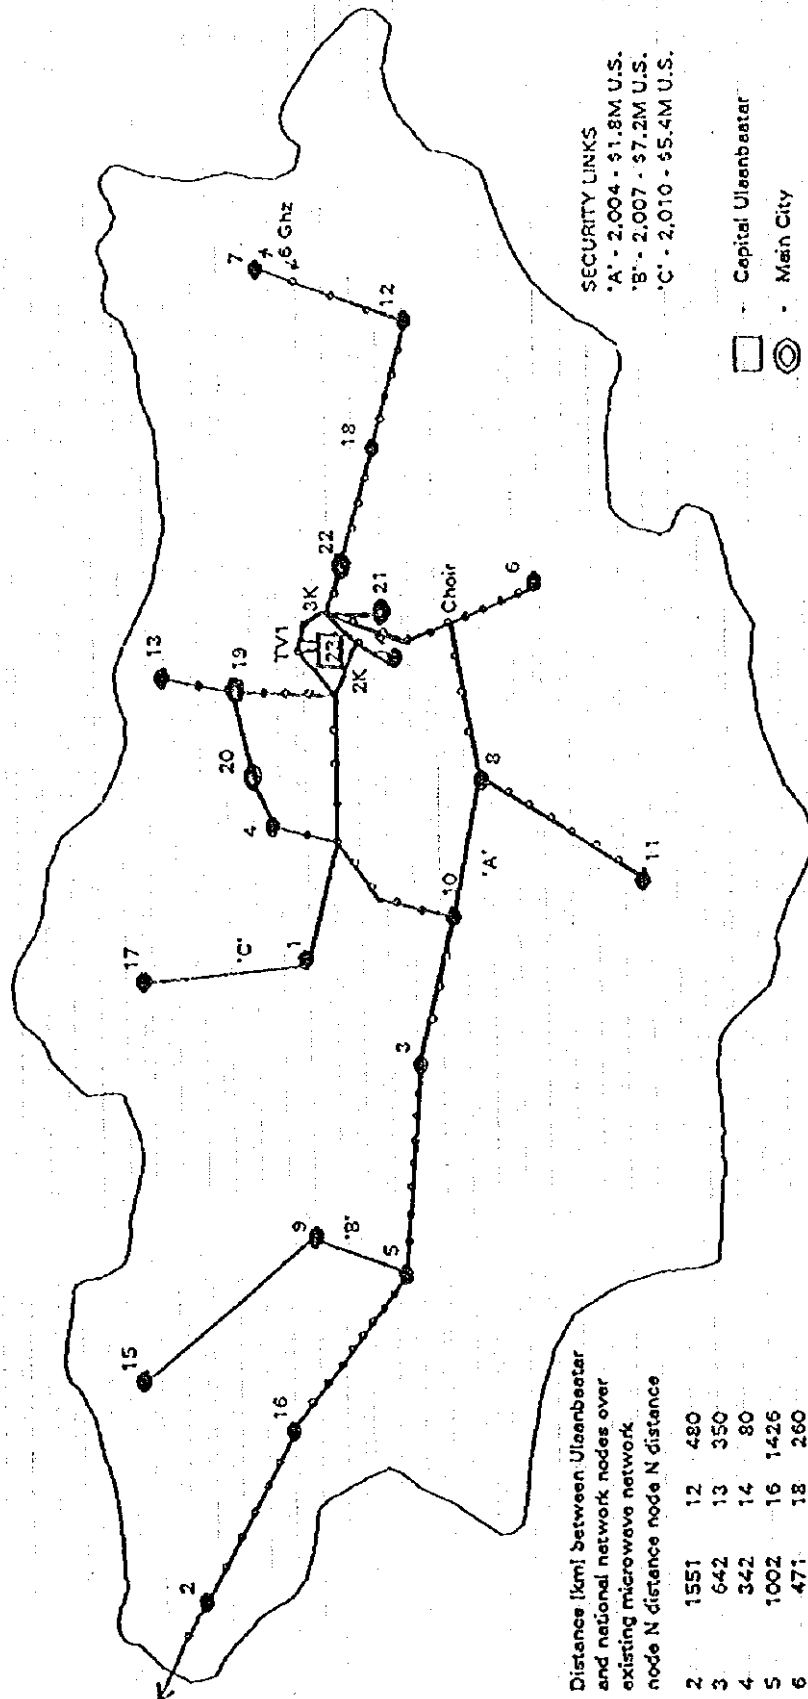 7
6 Ghz
12
18
22
3K
21
13
19
TV1
23
2K
14
Choir
6
20
4
8
"A"
10
11
17
"C"
1
3
9
"B"
5
15
16
2
SECURITY LINKS
"A" - 2,004 - $1.8M U.S.
"B" - 2,007 - $7.2M U.S.
"C" - 2,010 - $5.4M U.S.
- Capital Ulaanbaatar
- Main City
Distance [km] between Ulaanbaatar
and national network nodes over
existing microwave network
node N distance node N distance
2 1551 12 480
3 642 13 350
4 342 14 80
5 1002 16 1426
6 471 18 260